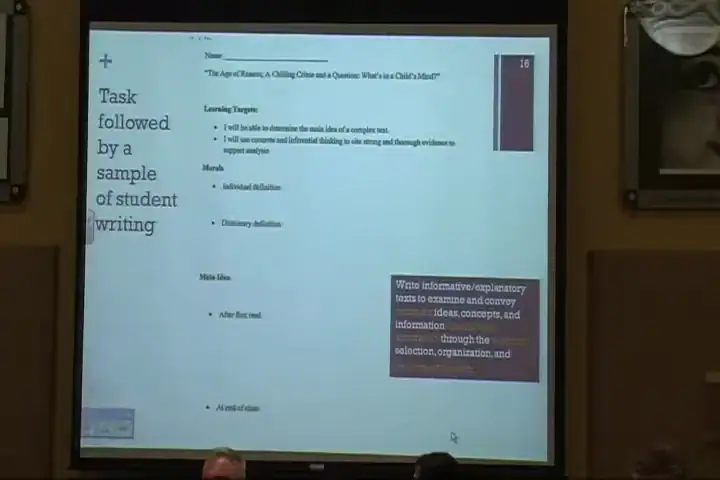 +
Task
followed
by a
sample
of student
writing
16
Name
"The Age of Reason; A Chilling Crime and a Question: What's in a Child's Mind?"
Learning Targets:
• I will be able to determine the main idea of a complex text.
• I will use concrete and inferential thinking to cite strong and thorough evidence to
support analysis
Morals
• Individual definition:
• Dictionary definition:
Main Idea
• After first read
• At end of class
Write informative/explanatory
texts to examine and convey
ideas, concepts, and
information
through the
selection, organization, and